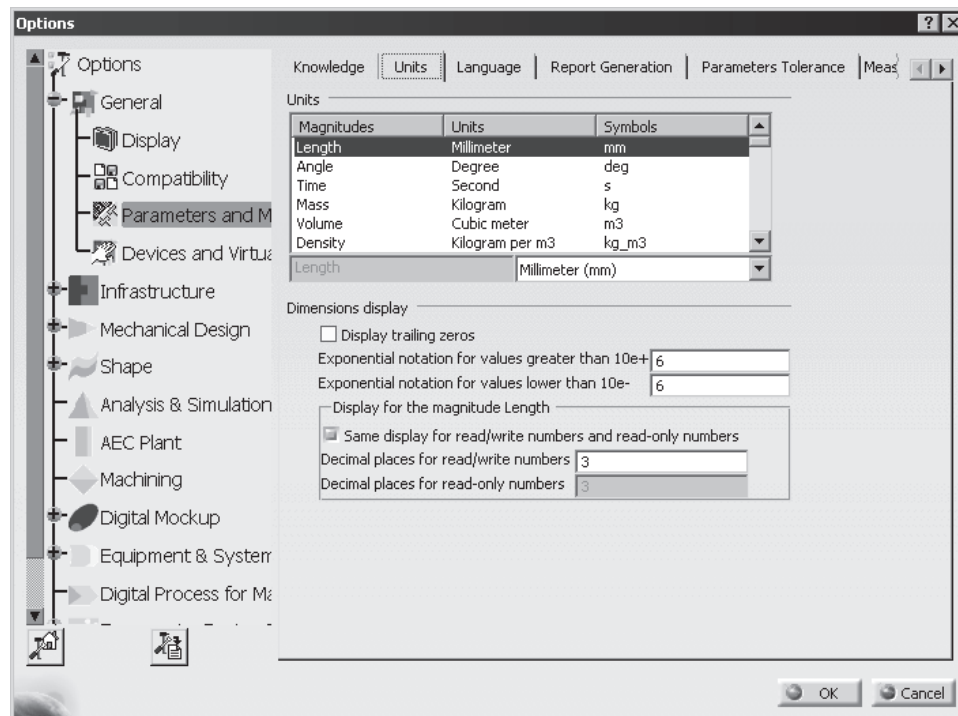 Options
Options
General
Display
Compatibility
Parameters and M
Devices and Virtua
Infrastructure
Mechanical Design
Shape
Analysis & Simulation
AEC Plant
Machining
Digital Mockup
Equipment & System
Digital Process for Ma
Knowledge Units Language Report Generation Parameters Tolerance Meas
Units
Magnitudes Units Symbols
Length Millimeter mm
Angle Degree deg
Time Second s
Mass Kilogram kg
Volume Cubic meter m3
Density Kilogram per m3 kg_m3
Length Millimeter (mm)
Dimensions display
Display trailing zeros
Exponential notation for values greater than 10e+ 6
Exponential notation for values lower than 10e- 6
Display for the magnitude Length
Same display for read/write numbers and read-only numbers
Decimal places for read/write numbers 3
Decimal places for read-only numbers 3
OK Cancel